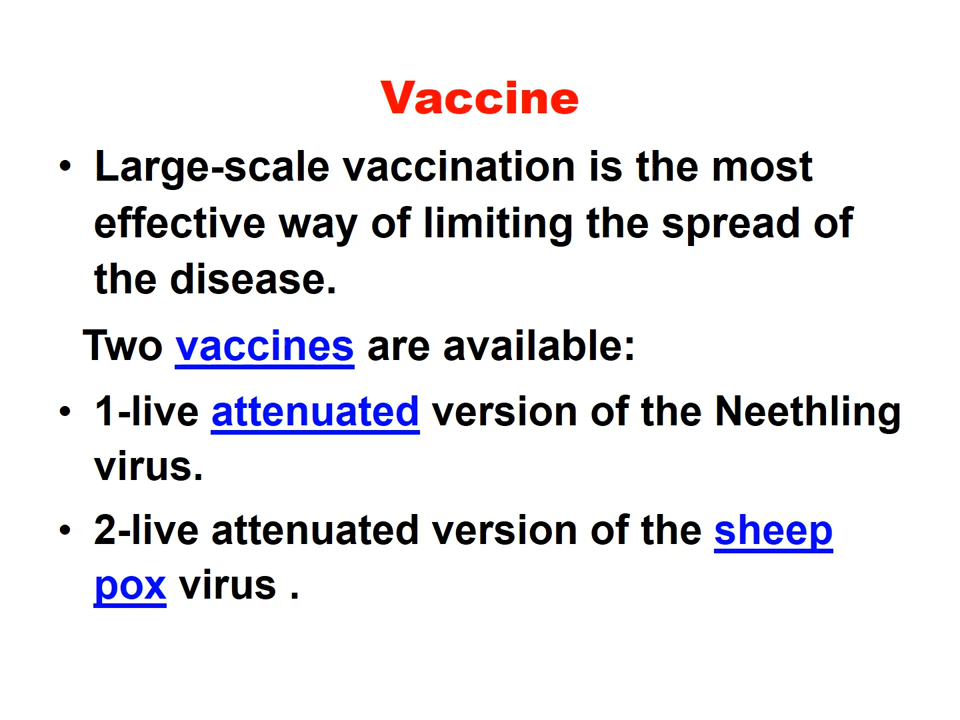 Vaccine
• Large-scale vaccination is the most
effective way of limiting the spread of
the disease.
Two vaccines are available:
• 1-live attenuated version of the Neethling
virus.
• 2-live attenuated version of the sheep
pox virus .